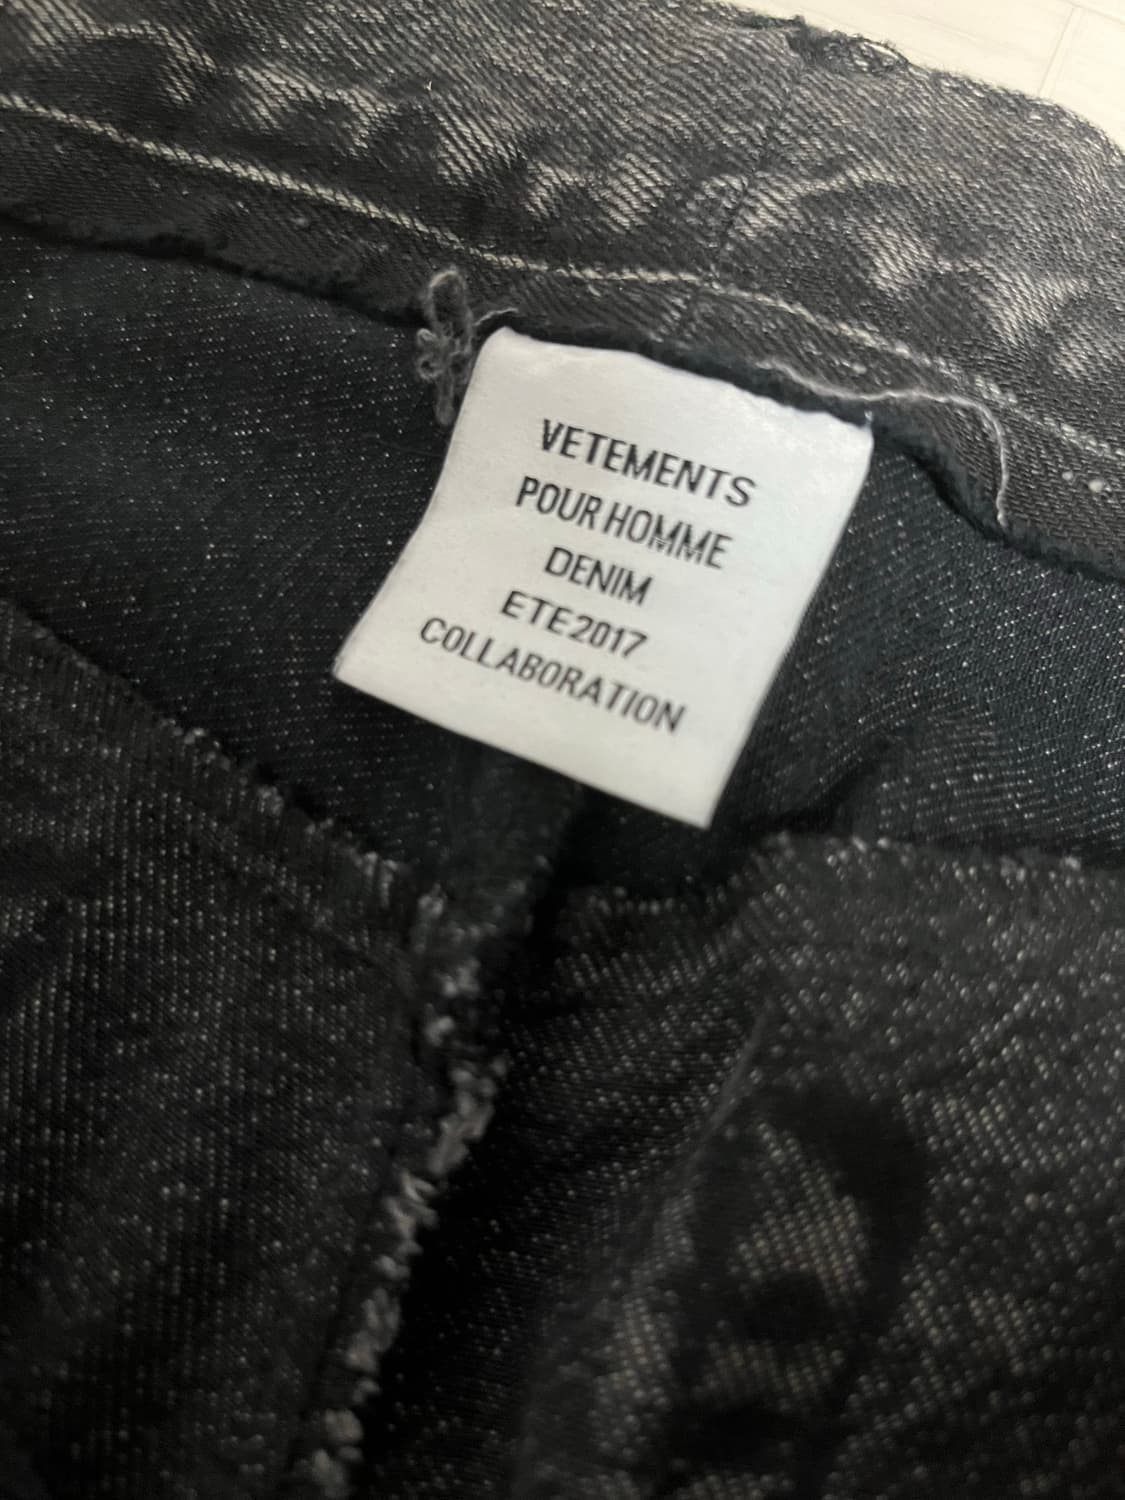 VETEMENTS
POUR HOMME
DENIM
ETE2017
COLLABORATION